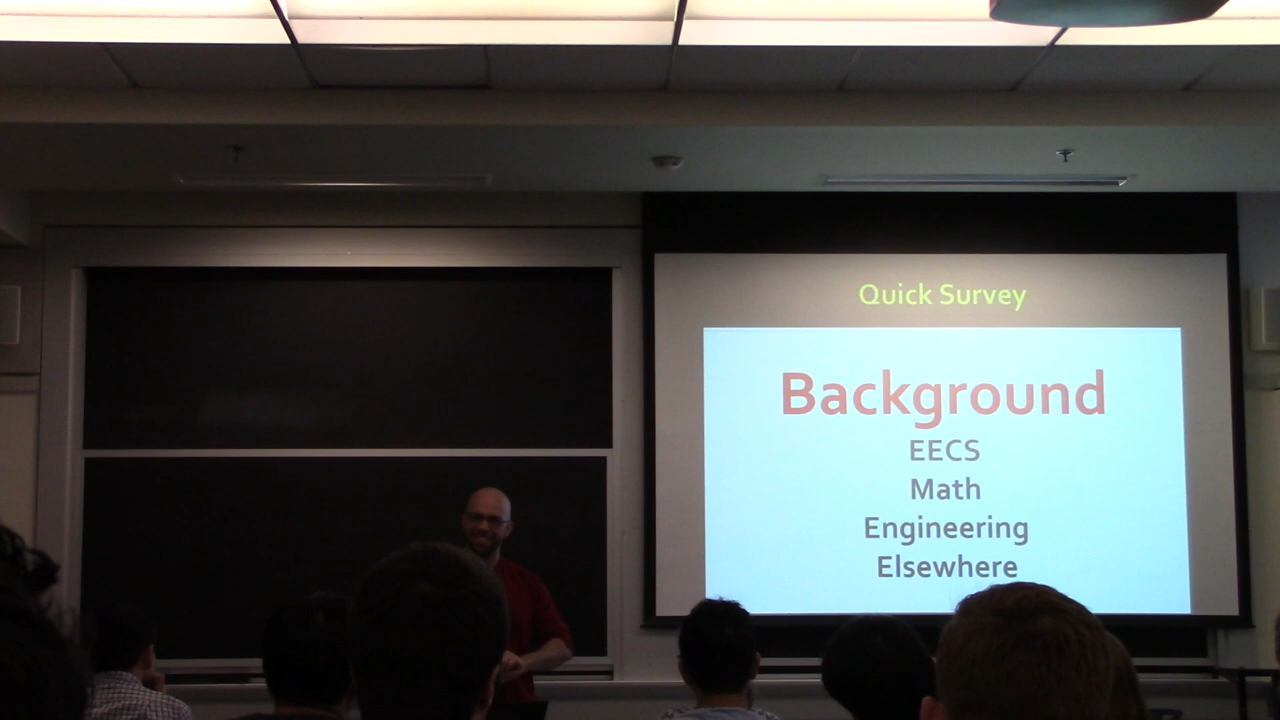 Quick Survey
Background
EECS
Math
Engineering
Elsewhere